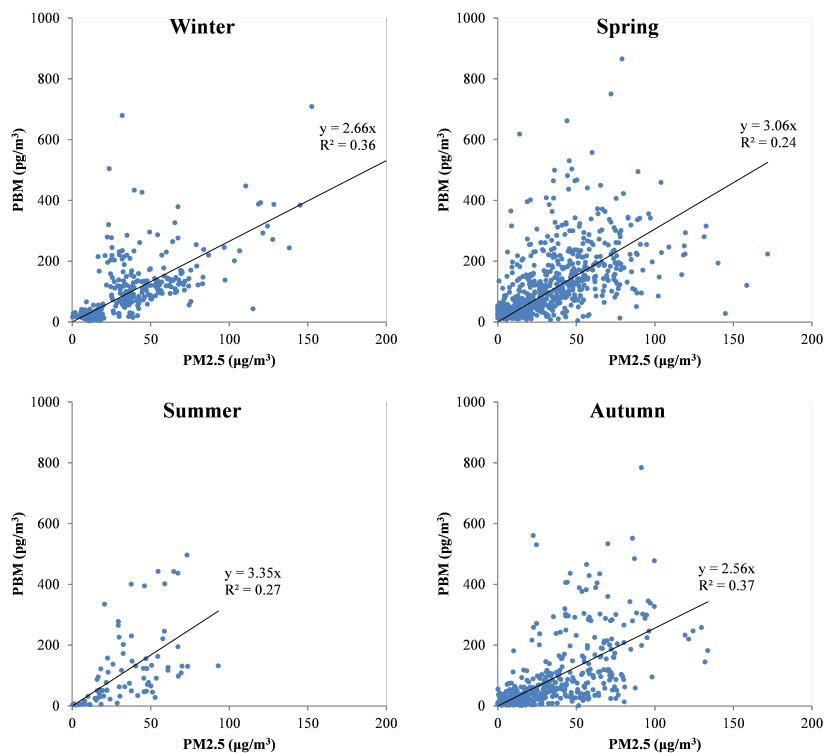 Winter
1000
800
600
400
200
0
PBM (pg/m³)
y = 2.66x
R² = 0.36
0 50 100 150 200
PM2.5 (µg/m³)
Spring
1000
800
600
400
200
0
PBM (pg/m³)
y = 3.06x
R² = 0.24
0 50 100 150 200
PM2.5 (µg/m³)
Summer
1000
800
600
400
200
0
PBM (pg/m³)
y = 3.35x
R² = 0.27
0 50 100 150 200
PM2.5 (µg/m³)
Autumn
1000
800
600
400
200
0
PBM (pg/m³)
y = 2.56x
R² = 0.37
0 50 100 150 200
PM2.5 (µg/m³)